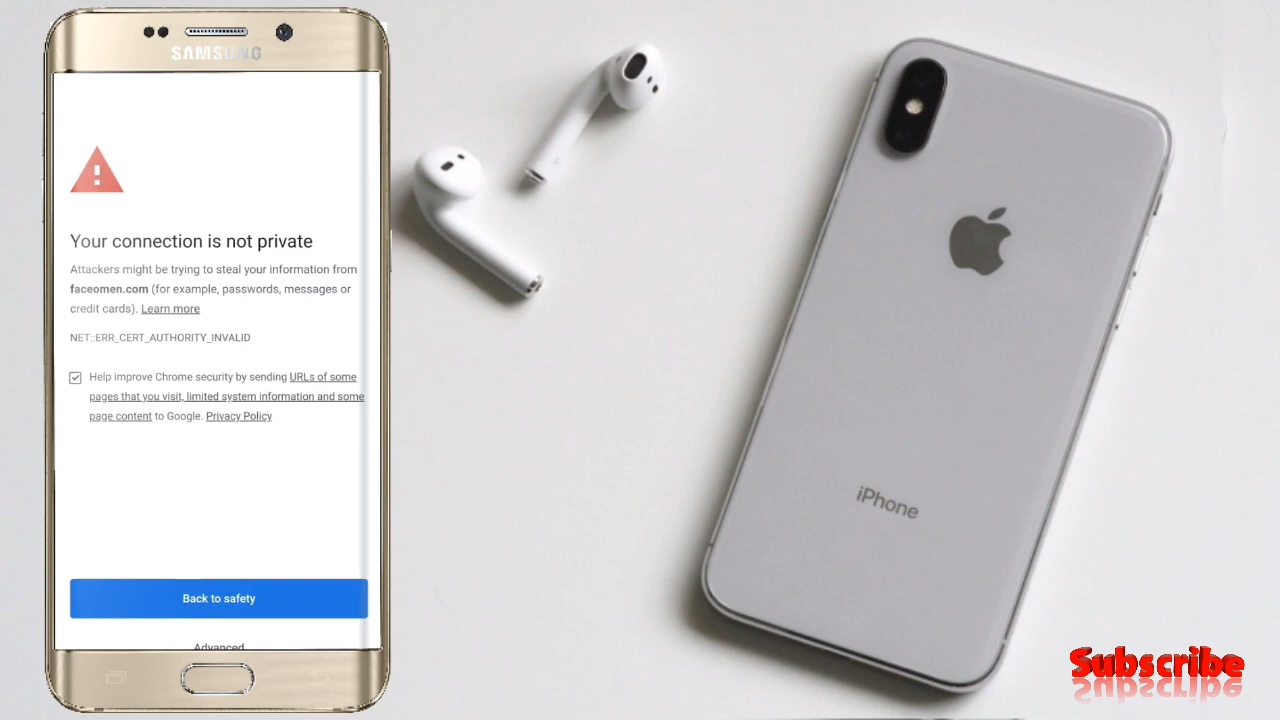 SAMSUNG
Your connection is not private
Attackers might be trying to steal your information from
faceomen.com (for example, passwords, messages or
credit cards). Learn more
NET::ERR_CERT_AUTHORITY_INVALID
Help improve Chrome security by sending URLs of some
pages that you visit, limited system information and some
page content to Google. Privacy Policy
Back to safety
Advanced
iPhone
Subscribe